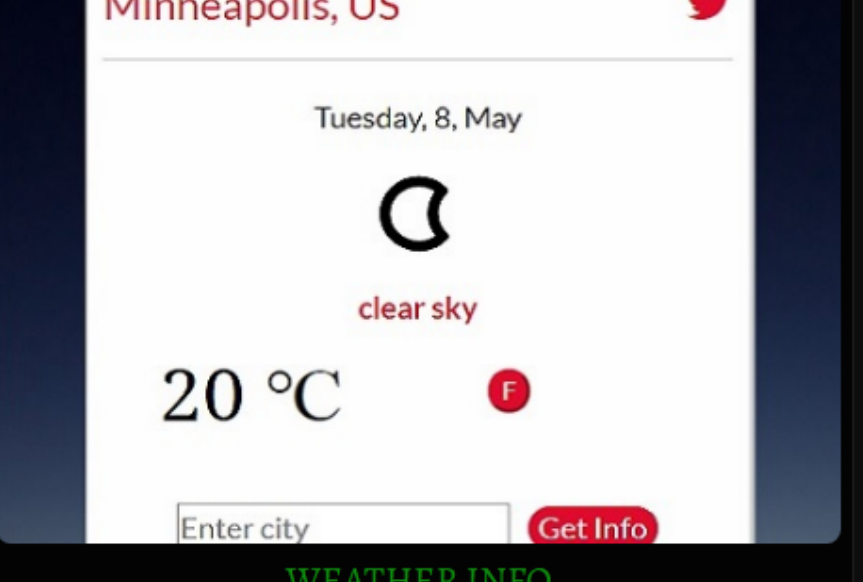 Minneapolis, US
Tuesday, 8, May
clear sky
20 °C
F
Enter city
Get Info
WEATHER INFO